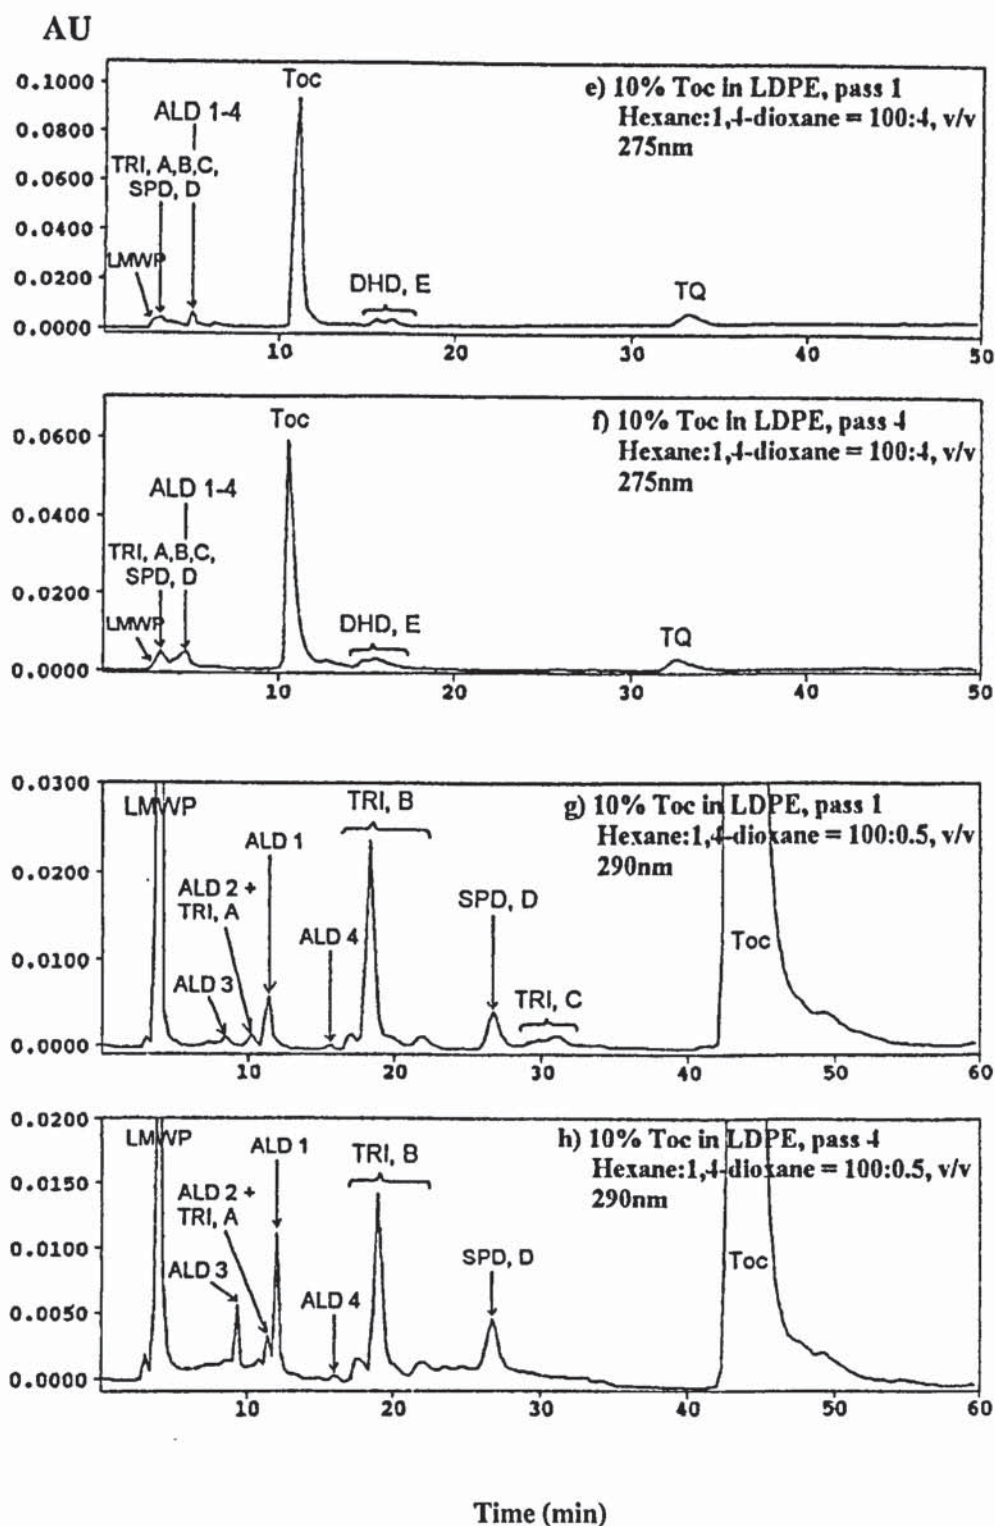 AU
e) 10% Toc in LDPE, pass 1
Hexane:1,4-dioxane = 100:4, v/v
275nm
Toc
ALD 1-4
TRI, A,B,C,
SPD, D
LMWP
DHD, E
TQ
0.1000
0.0800
0.0600
0.0400
0.0200
0.0000
10
20
30
40
50
f) 10% Toc in LDPE, pass 4
Hexane:1,4-dioxane = 100:4, v/v
275nm
Toc
ALD 1-4
TRI, A,B,C,
SPD, D
LMWP
DHD, E
TQ
0.0600
0.0400
0.0200
0.0000
10
20
30
40
50
g) 10% Toc in LDPE, pass 1
Hexane:1,4-dioxane = 100:0.5, v/v
290nm
LMWP
TRI, B
ALD 1
ALD 2 +
TRI, A
ALD 3
ALD 4
SPD, D
TRI, C
Toc
0.0300
0.0200
0.0100
0.0000
10
20
30
40
50
60
h) 10% Toc in LDPE, pass 4
Hexane:1,4-dioxane = 100:0.5, v/v
290nm
LMWP
ALD 1
TRI, B
ALD 2 +
TRI, A
ALD 3
ALD 4
SPD, D
Toc
0.0200
0.0150
0.0100
0.0050
0.0000
10
20
30
40
50
60
Time (min)